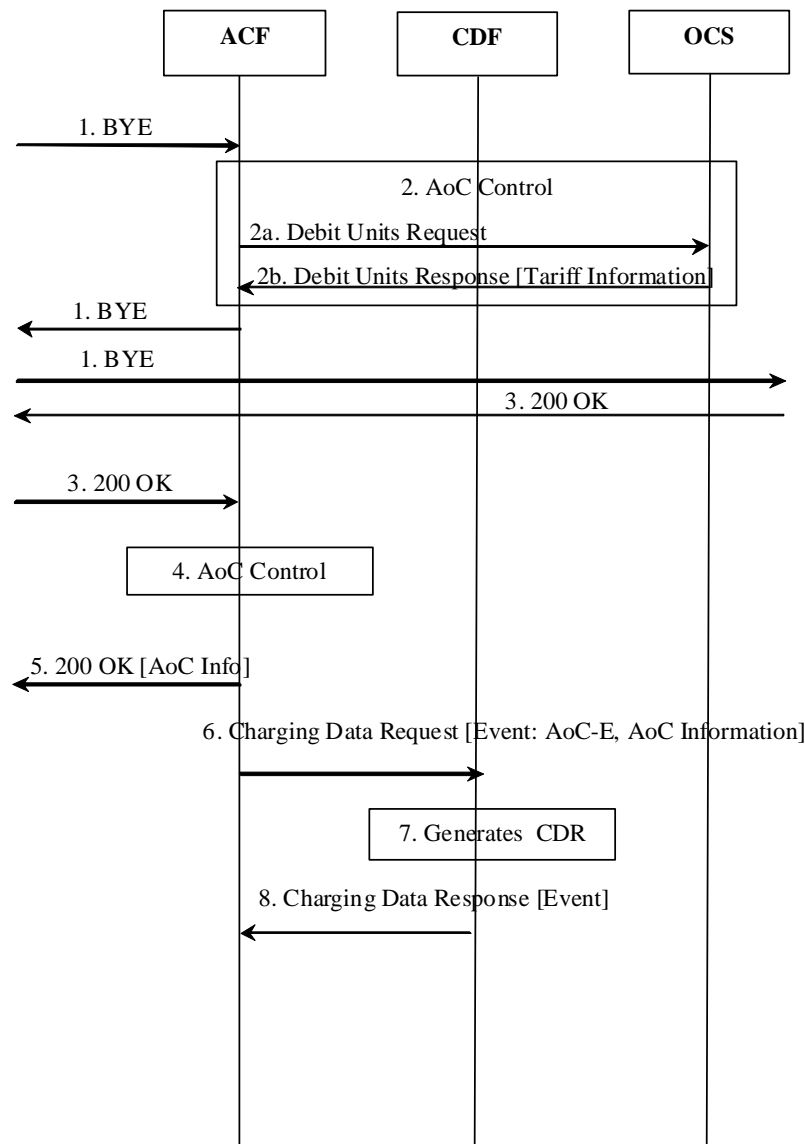 ACF CDF OCS
1. BYE
2. AoC Control
2a. Debit Units Request
2b. Debit Units Response [Tariff Information]
1. BYE
1. BYE
3. 200 OK
3. 200 OK
4. AoC Control
5. 200 OK [AoC Info]
6. Charging Data Request [Event: AoC-E, AoC Information]
7. Generates CDR
8. Charging Data Response [Event]